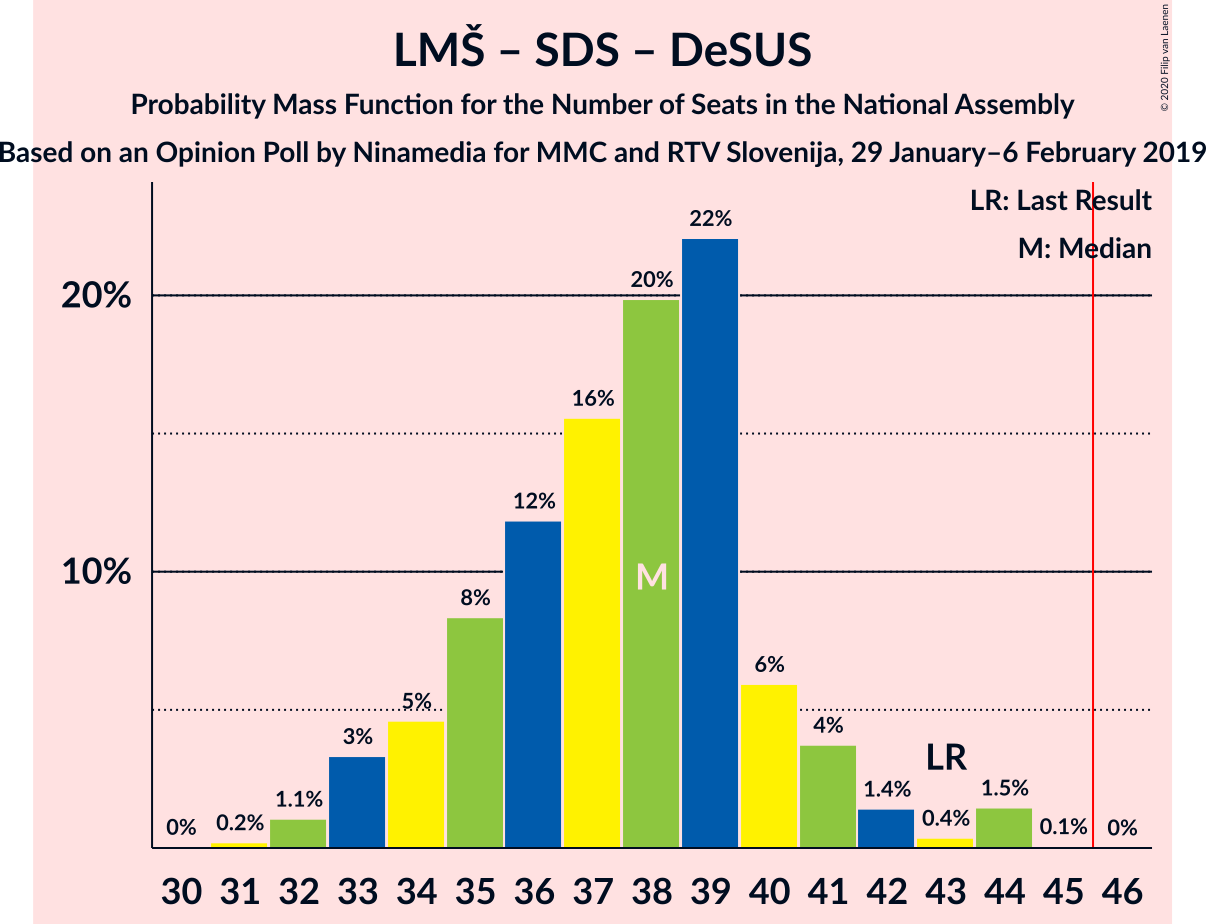 LMŠ – SDS – DeSUS
Probability Mass Function for the Number of Seats in the National Assembly
Based on an Opinion Poll by Ninamedia for MMC and RTV Slovenija, 29 January–6 February 2019
© 2020 Filip van Laenen
LR: Last Result
M: Median
20%
10%
0%
0.2%
1.1%
3%
5%
8%
12%
16%
20%
22%
6%
4%
1.4%
0.4%
1.5%
0.1%
0%
M
LR
30 31 32 33 34 35 36 37 38 39 40 41 42 43 44 45 46